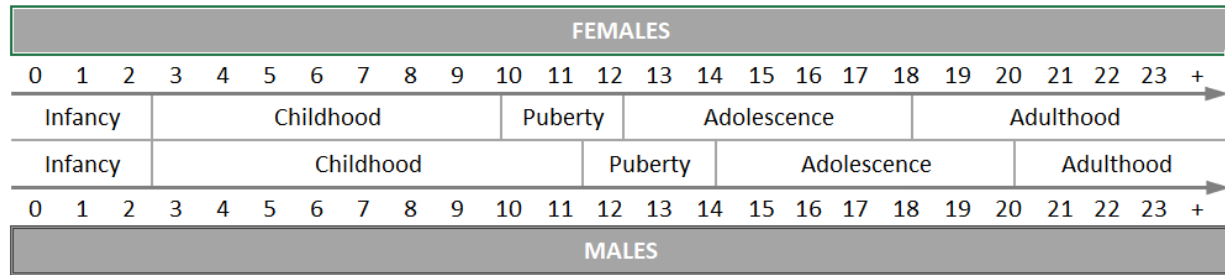 FEMALES
0 1 2 3 4 5 6 7 8 9 10 11 12 13 14 15 16 17 18 19 20 21 22 23 +
Infancy Childhood Puberty Adolescence Adulthood
Infancy Childhood Puberty Adolescence Adulthood
0 1 2 3 4 5 6 7 8 9 10 11 12 13 14 15 16 17 18 19 20 21 22 23 +
MALES